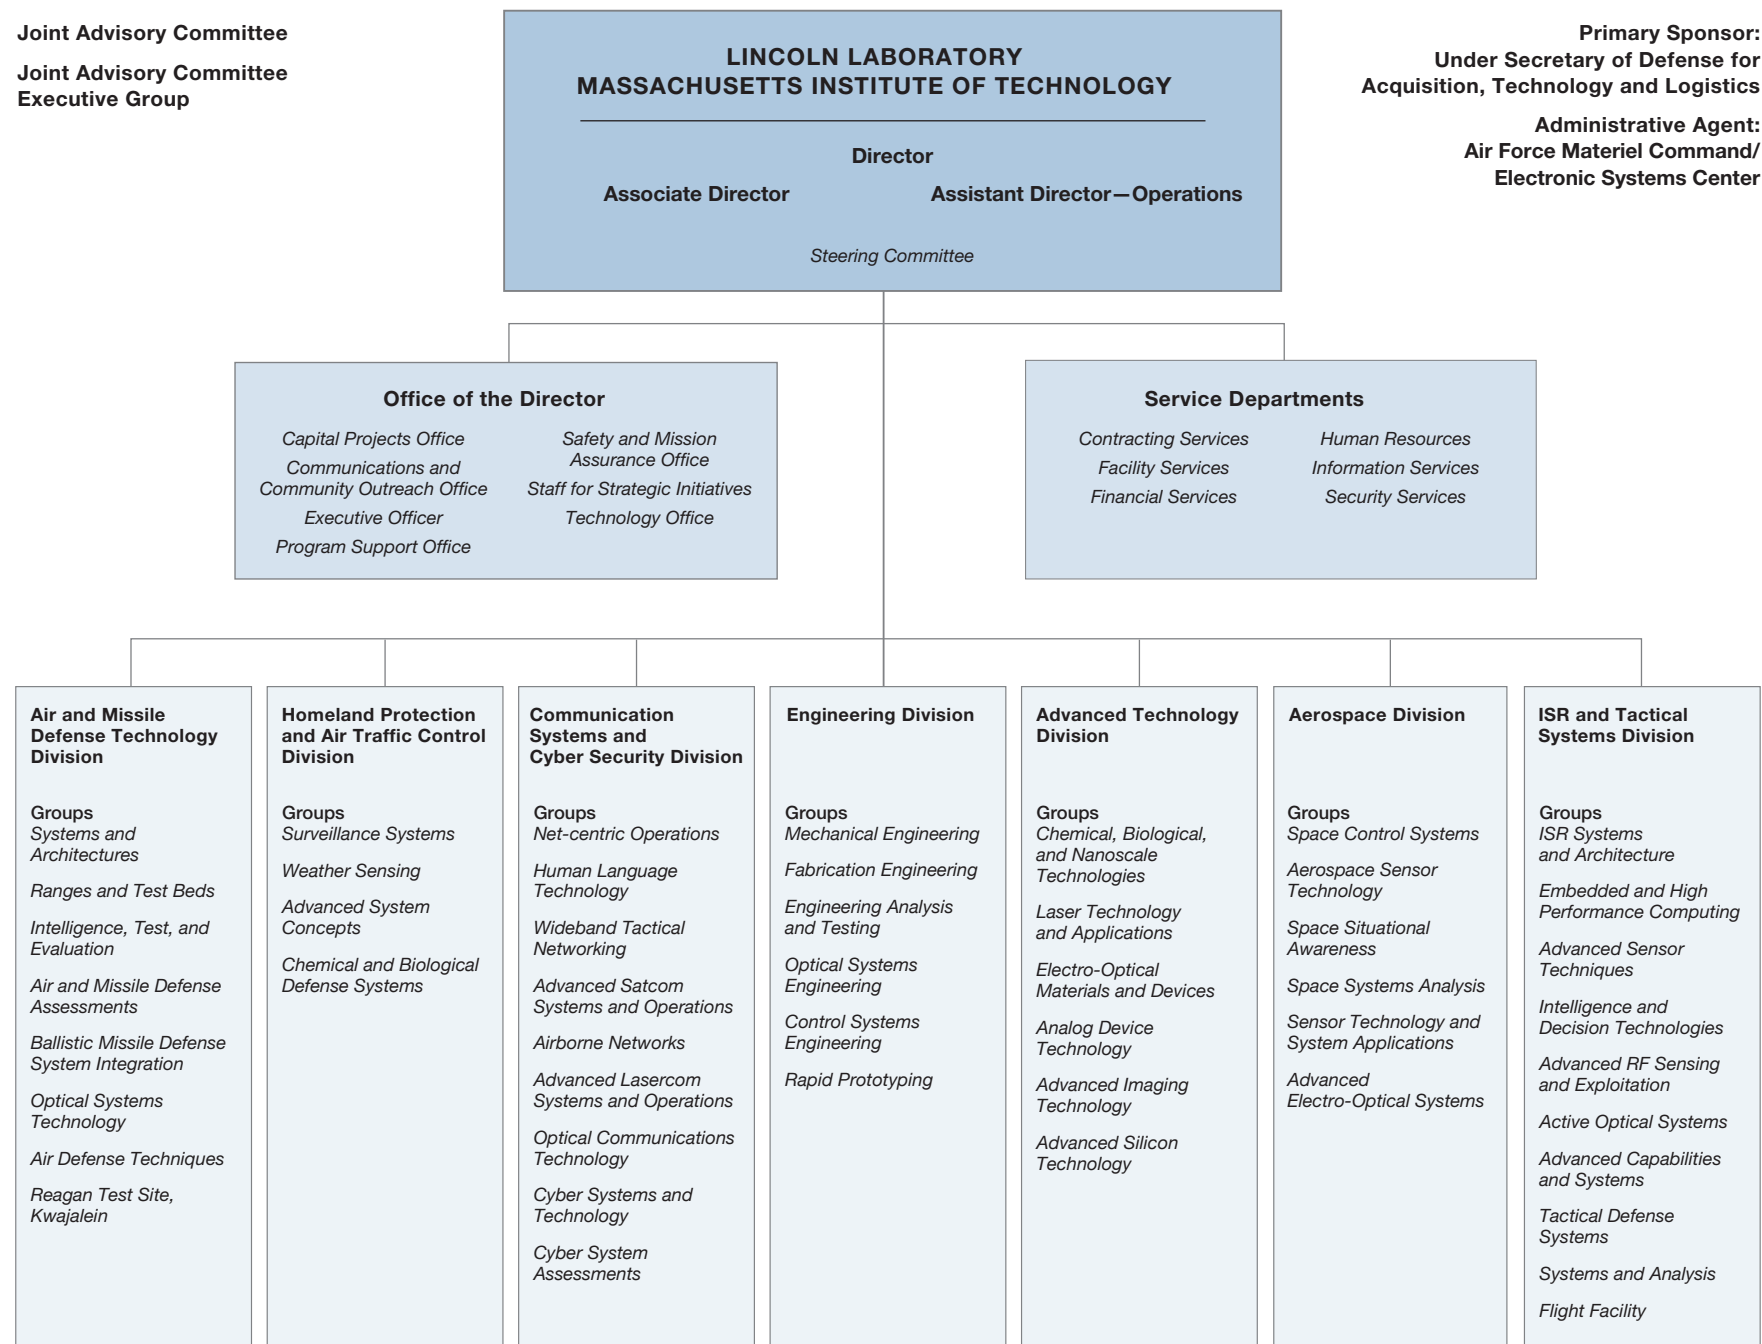 Joint Advisory Committee
Joint Advisory Committee
Executive Group
LINCOLN LABORATORY
MASSACHUSETTS INSTITUTE OF TECHNOLOGY
Director
Associate Director
Assistant Director—Operations
Steering Committee
Primary Sponsor:
Under Secretary of Defense for
Acquisition, Technology and Logistics
Administrative Agent:
Air Force Materiel Command/
Electronic Systems Center
Office of the Director
Capital Projects Office
Communications and
Community Outreach Office
Executive Officer
Program Support Office
Safety and Mission
Assurance Office
Staff for Strategic Initiatives
Technology Office
Service Departments
Contracting Services
Facility Services
Financial Services
Human Resources
Information Services
Security Services
Air and Missile
Defense Technology
Division
Groups
Systems and
Architectures
Ranges and Test Beds
Intelligence, Test, and
Evaluation
Air and Missile Defense
Assessments
Ballistic Missile Defense
System Integration
Optical Systems
Technology
Air Defense Techniques
Reagan Test Site,
Kwajalein
Homeland Protection
and Air Traffic Control
Division
Groups
Surveillance Systems
Weather Sensing
Advanced System
Concepts
Chemical and Biological
Defense Systems
Communication
Systems and
Cyber Security Division
Groups
Net-centric Operations
Human Language
Technology
Wideband Tactical
Networking
Advanced Satcom
Systems and Operations
Airborne Networks
Advanced Lasercom
Systems and Operations
Optical Communications
Technology
Cyber Systems and
Technology
Cyber System
Assessments
Engineering Division
Groups
Mechanical Engineering
Fabrication Engineering
Engineering Analysis
and Testing
Optical Systems
Engineering
Control Systems
Engineering
Rapid Prototyping
Advanced Technology
Division
Groups
Chemical, Biological,
and Nanoscale
Technologies
Laser Technology
and Applications
Electro-Optical
Materials and Devices
Analog Device
Technology
Advanced Imaging
Technology
Advanced Silicon
Technology
Aerospace Division
Groups
Space Control Systems
Aerospace Sensor
Technology
Space Situational
Awareness
Space Systems Analysis
Sensor Technology and
System Applications
Advanced
Electro-Optical Systems
ISR and Tactical
Systems Division
Groups
ISR Systems
and Architecture
Embedded and High
Performance Computing
Advanced Sensor
Techniques
Intelligence and
Decision Technologies
Advanced RF Sensing
and Exploitation
Active Optical Systems
Advanced Capabilities
and Systems
Tactical Defense
Systems
Systems and Analysis
Flight Facility